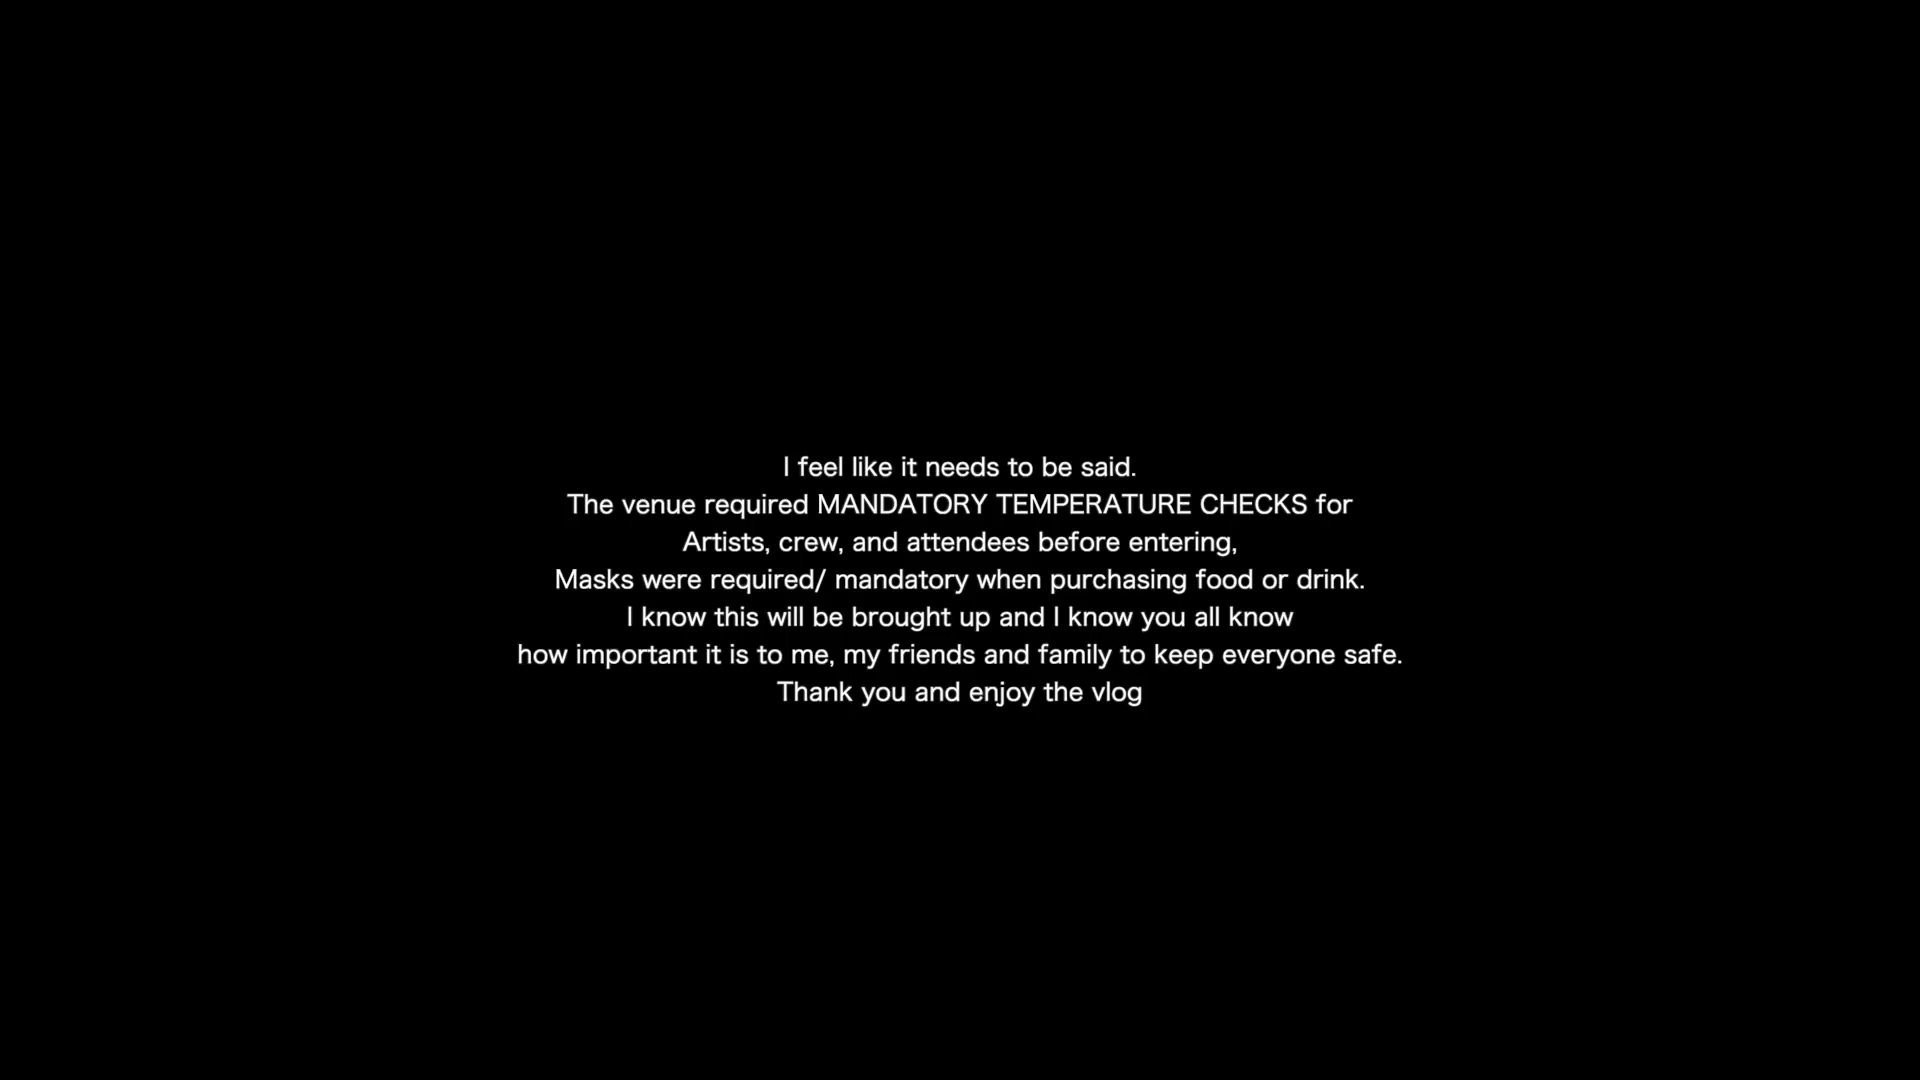 I feel like it needs to be said.
The venue required MANDATORY TEMPERATURE CHECKS for
Artists, crew, and attendees before entering,
Masks were required/ mandatory when purchasing food or drink.
I know this will be brought up and I know you all know
how important it is to me, my friends and family to keep everyone safe.
Thank you and enjoy the vlog